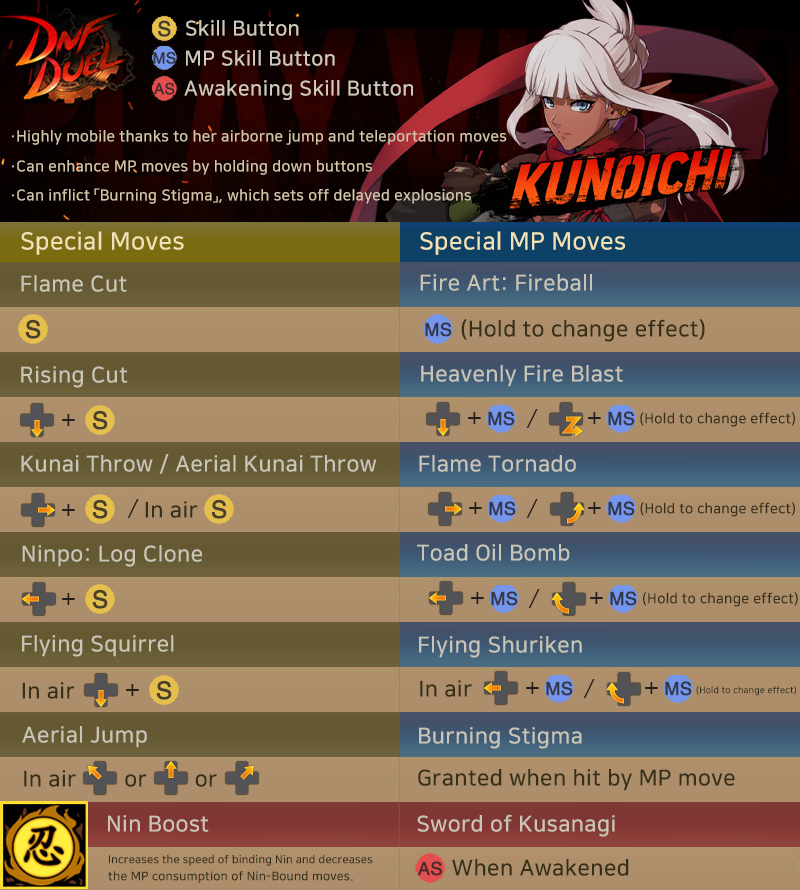 DNF
DUEL
S Skill Button
MS MP Skill Button
AS Awakening Skill Button
·Highly mobile thanks to her airborne jump and teleportation moves
·Can enhance MP moves by holding down buttons
·Can inflict「Burning Stigma」, which sets off delayed explosions
KUNOICHI
Special Moves
Special MP Moves
Flame Cut
Fire Art: Fireball
S
MS (Hold to change effect)
Rising Cut
Heavenly Fire Blast
+ S
+ MS / + MS (Hold to change effect)
Kunai Throw / Aerial Kunai Throw
Flame Tornado
+ S / In air S
+ MS / + MS (Hold to change effect)
Ninpo: Log Clone
Toad Oil Bomb
+ S
+ MS / + MS (Hold to change effect)
Flying Squirrel
Flying Shuriken
In air + S
In air + MS / + MS (Hold to change effect)
Aerial Jump
Burning Stigma
In air or or
Granted when hit by MP move
忍
Nin Boost
Sword of Kusanagi
Increases the speed of binding Nin and decreases
the MP consumption of Nin-Bound moves.
AS When Awakened